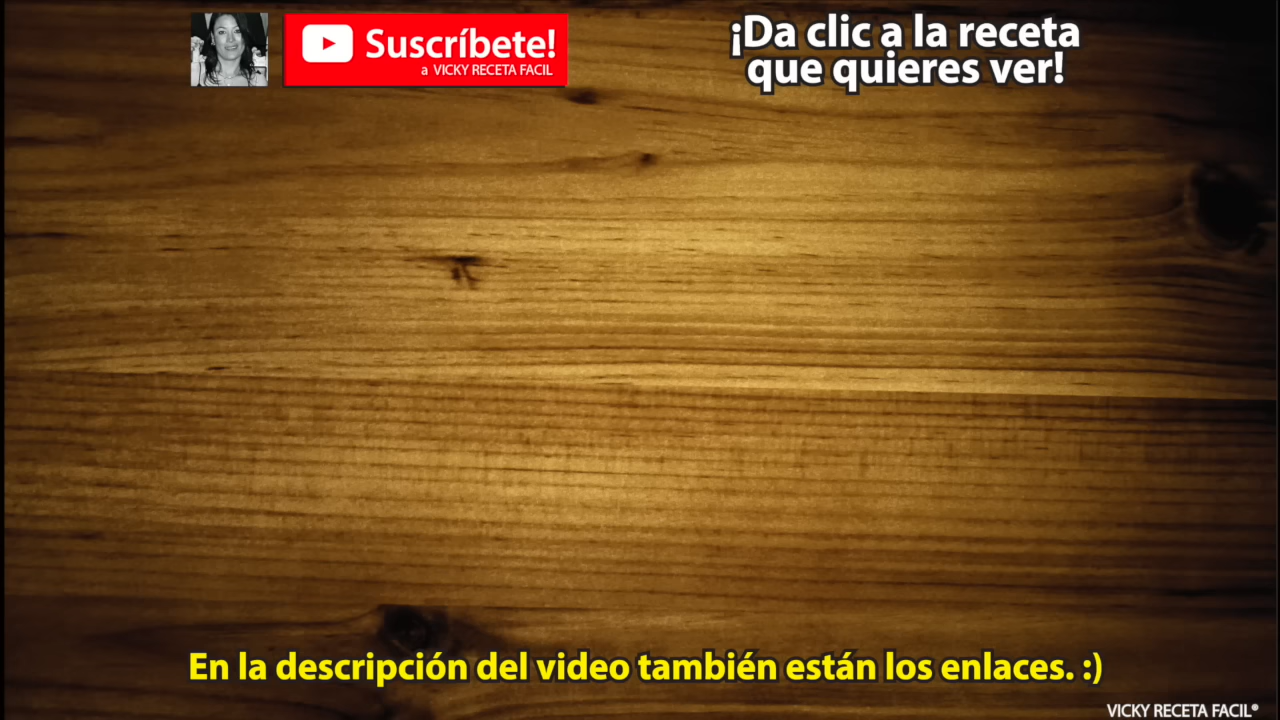 Suscríbete!
a VICKY RECETA FACIL
¡Da clic a la receta
que quieres ver!
En la descripción del video también están los enlaces. :)
VICKY RECETA FACIL®